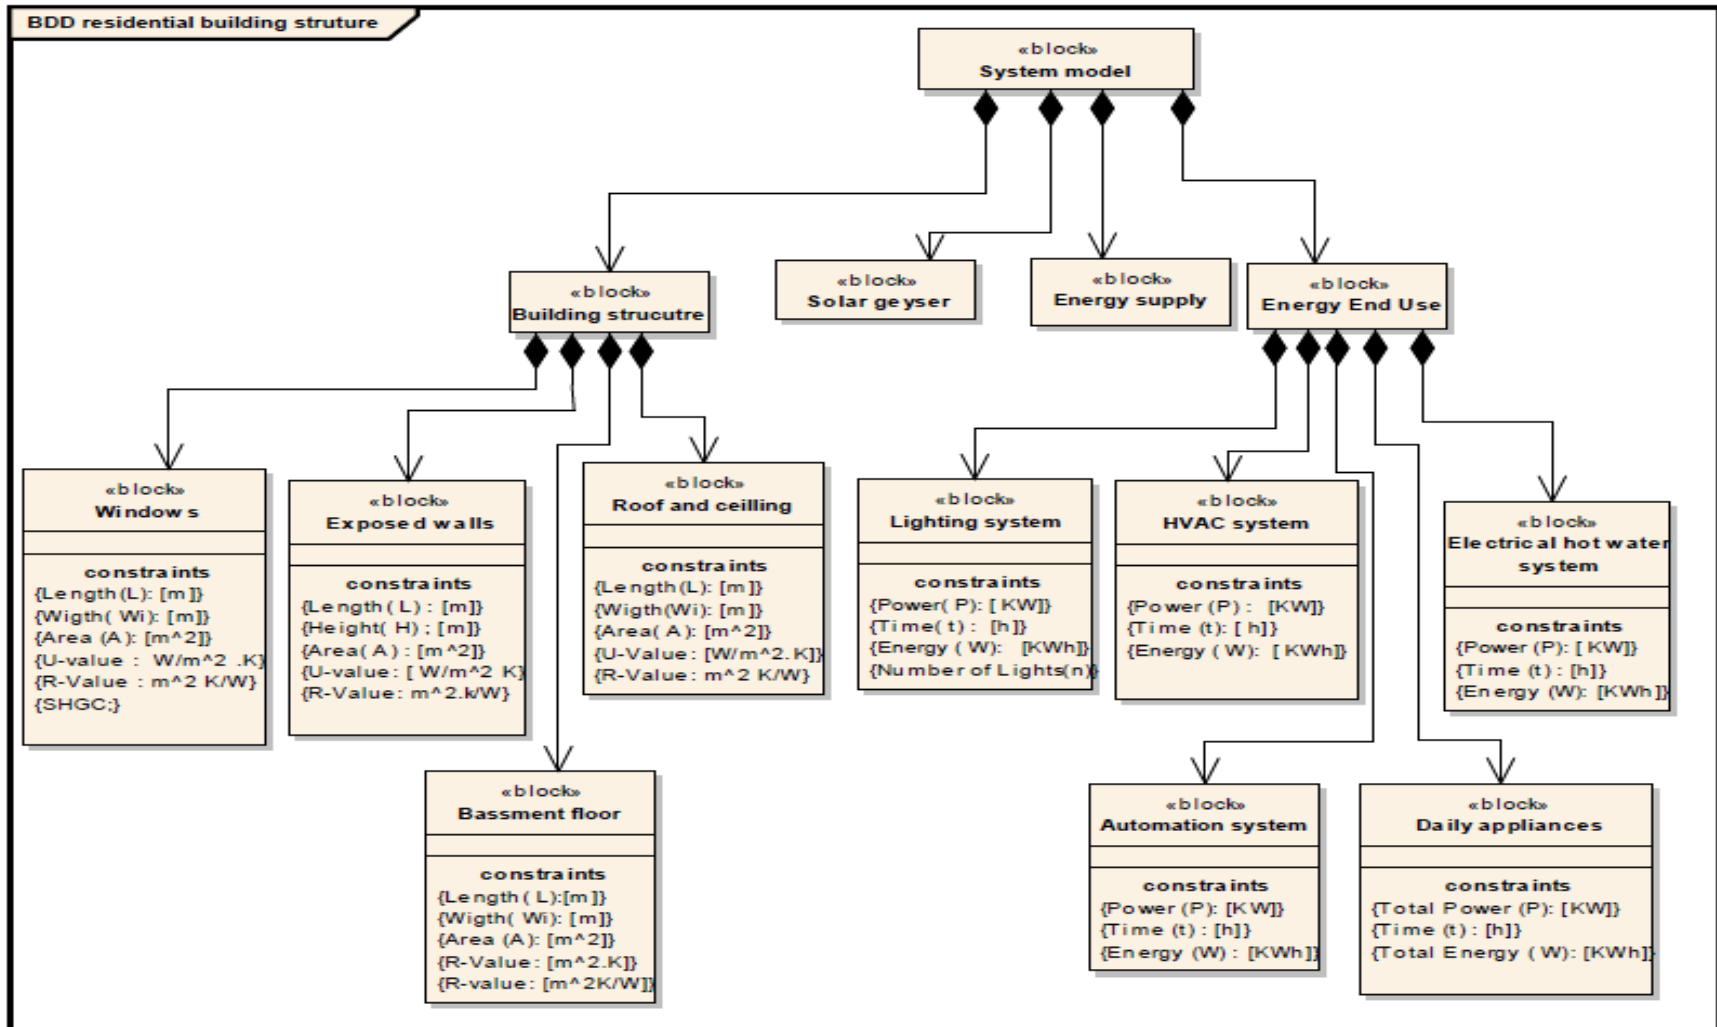 BDD residential building struture
«block»
System model
«block»
Building strucutre
«block»
Solar geyser
«block»
Energy supply
«block»
Energy End Use
«block»
Windows
constraints
{Length(L): [m]}
{Wigth( Wi): [m]}
{Area (A): [m^2]}
{U-value : W/m^2 .K}
{R-Value : m^2 K/W}
{SHGC;}
«block»
Exposed walls
constraints
{Length( L) : [m]}
{Height( H) ; [m]}
{Area( A) : [m^2]}
{U-value: [ W/m^2 K}
{R-Value: m^2.k/W}
«block»
Roof and ceilling
constraints
{Length(L): [m]}
{Wigth(Wi): [m]}
{Area( A): [m^2]}
{U-Value: [W/m^2. K]}
{R-Value: m^2 K/W}
«block»
Lighting system
constraints
{Power( P): [ KW]}
{Time( t) : [h]}
{Energy ( W): [KWh]}
{Number of Lights(n)}
«block»
HVAC system
constraints
{Power (P) : [KW]}
{Time (t): [ h]}
{Energy ( W): [ KWh]}
«block»
Electrical hot water
system
constraints
{Power (P): [ KW]}
{Time (t) : [h]}
{Energy (W): [KWh]}
«block»
Bassment floor
constraints
{Length( L):[m]}
{Wigth( Wi): [m]}
{Area (A): [m^2]}
{R-Value: [m^2.K]}
{R-value: [m^2K/W]}
«block»
Automation system
constraints
{Power (P): [KW]}
{Time (t) : [h]}
{Energy (W) : [KWh]}
«block»
Daily appliances
constraints
{Total Power (P): [KW]}
{Time (t) : [h]}
{Total Energy ( W): [KWh]}